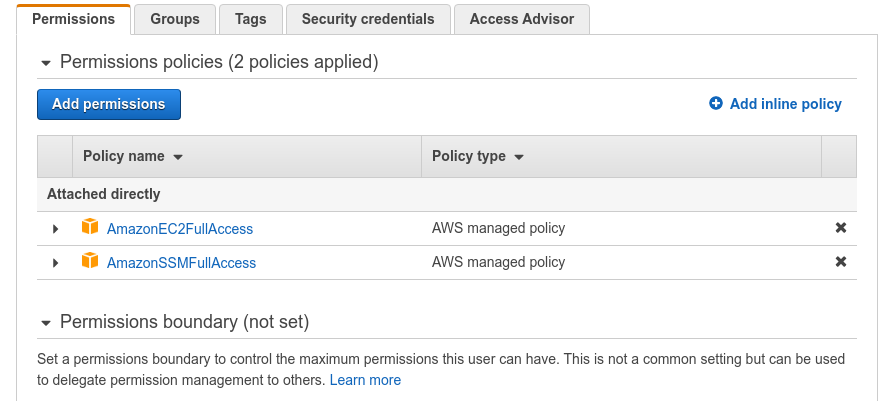 Permissions Groups Tags Security credentials Access Advisor
Permissions policies (2 policies applied)
Add permissions Add inline policy
Policy name Policy type
Attached directly
AmazonEC2FullAccess AWS managed policy
AmazonSSMFullAccess AWS managed policy
Permissions boundary (not set)
Set a permissions boundary to control the maximum permissions this user can have. This is not a common setting but can be used
to delegate permission management to others. Learn more